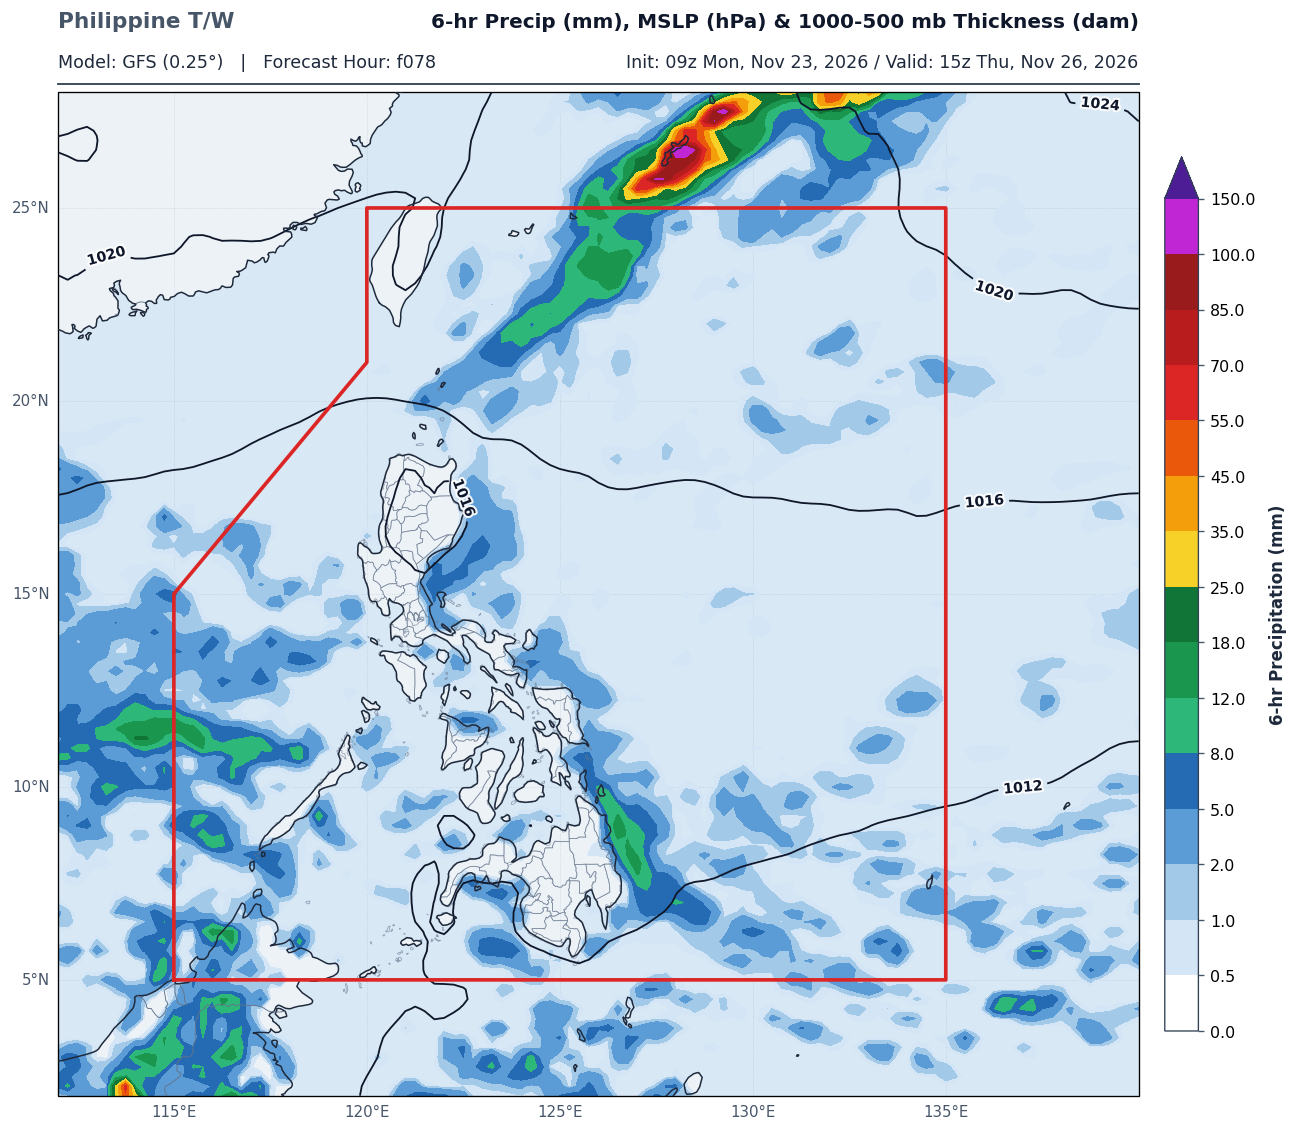 Philippine T/W
6-hr Precip (mm), MSLP (hPa) & 1000-500 mb Thickness (dam)
Model: GFS (0.25°) | Forecast Hour: f078
Init: 09z Mon, Nov 23, 2026 / Valid: 15z Thu, Nov 26, 2026
1024
1020
1020
1016
1016
1012
25°N
20°N
15°N
10°N
5°N
115°E
120°E
125°E
130°E
135°E
150.0
100.0
85.0
70.0
55.0
45.0
35.0
25.0
18.0
12.0
8.0
5.0
2.0
1.0
0.5
0.0
6-hr Precipitation (mm)